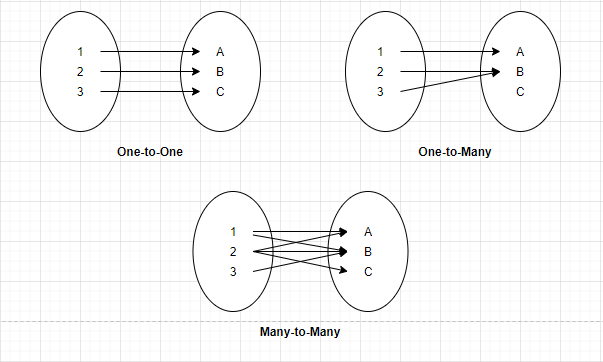 1 A 1 A
2 B 2 B
3 C 3 C
One-to-One One-to-Many
1 A
2 B
3 C
Many-to-Many